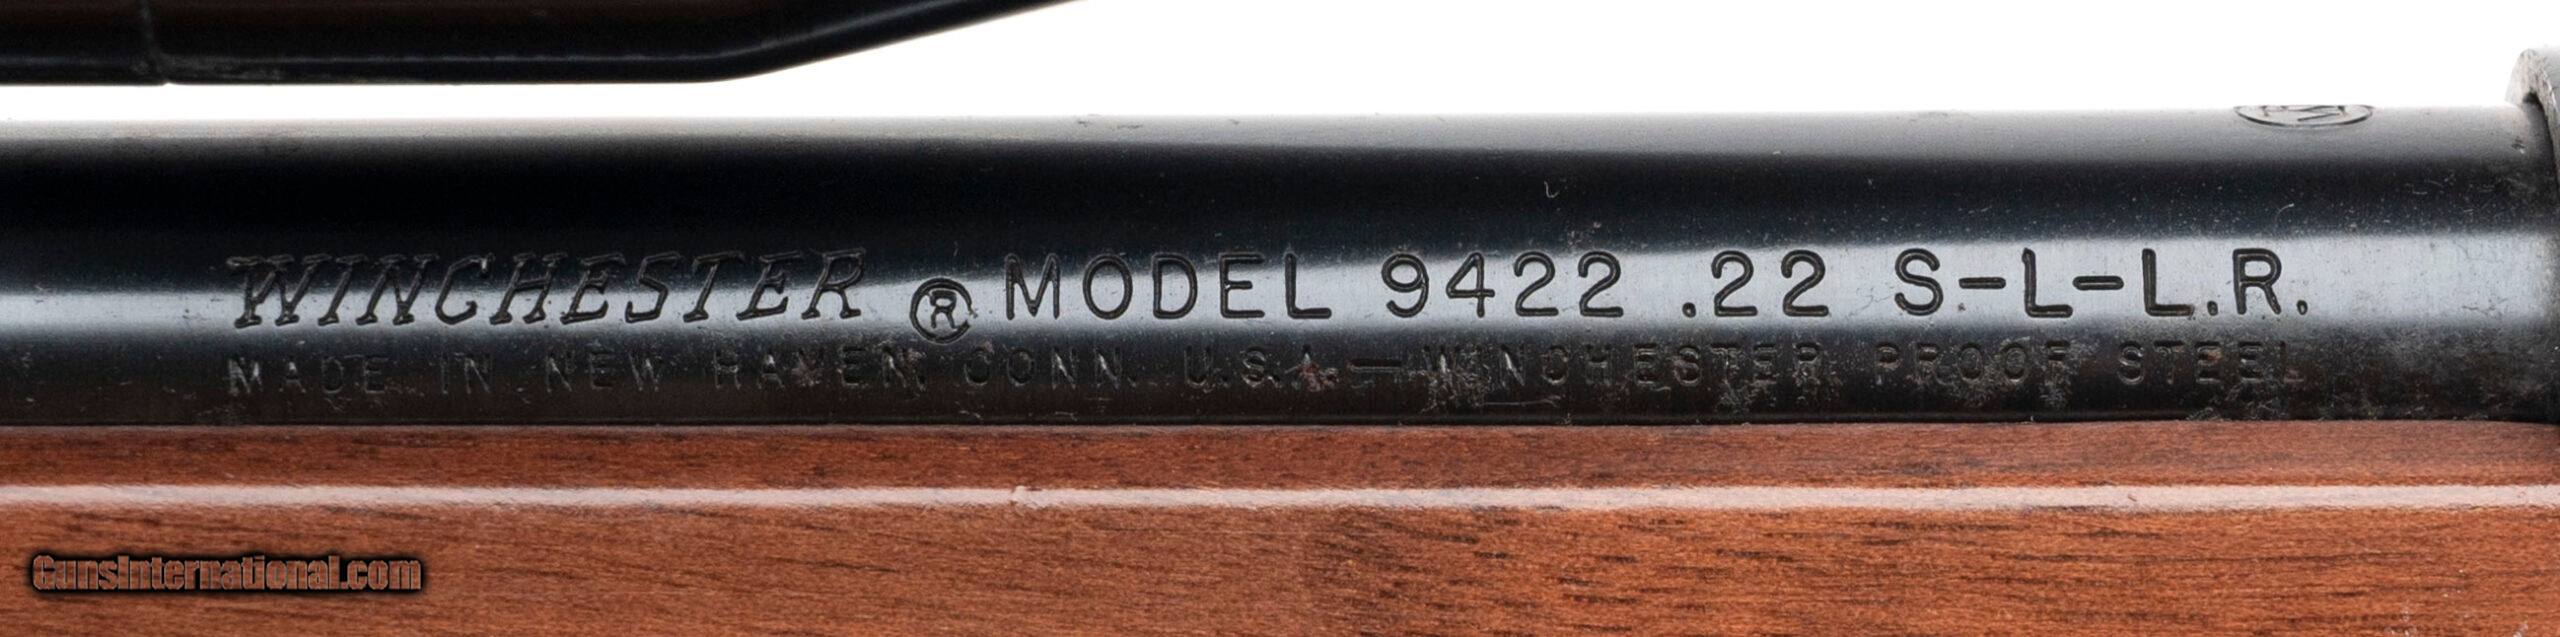 WINCHESTER ® MODEL 9422 .22 S-L-L.R.
MADE IN NEW HAVEN, CONN. U.S.A.—WINCHESTER PROOF STEEL
GunsInternational.com